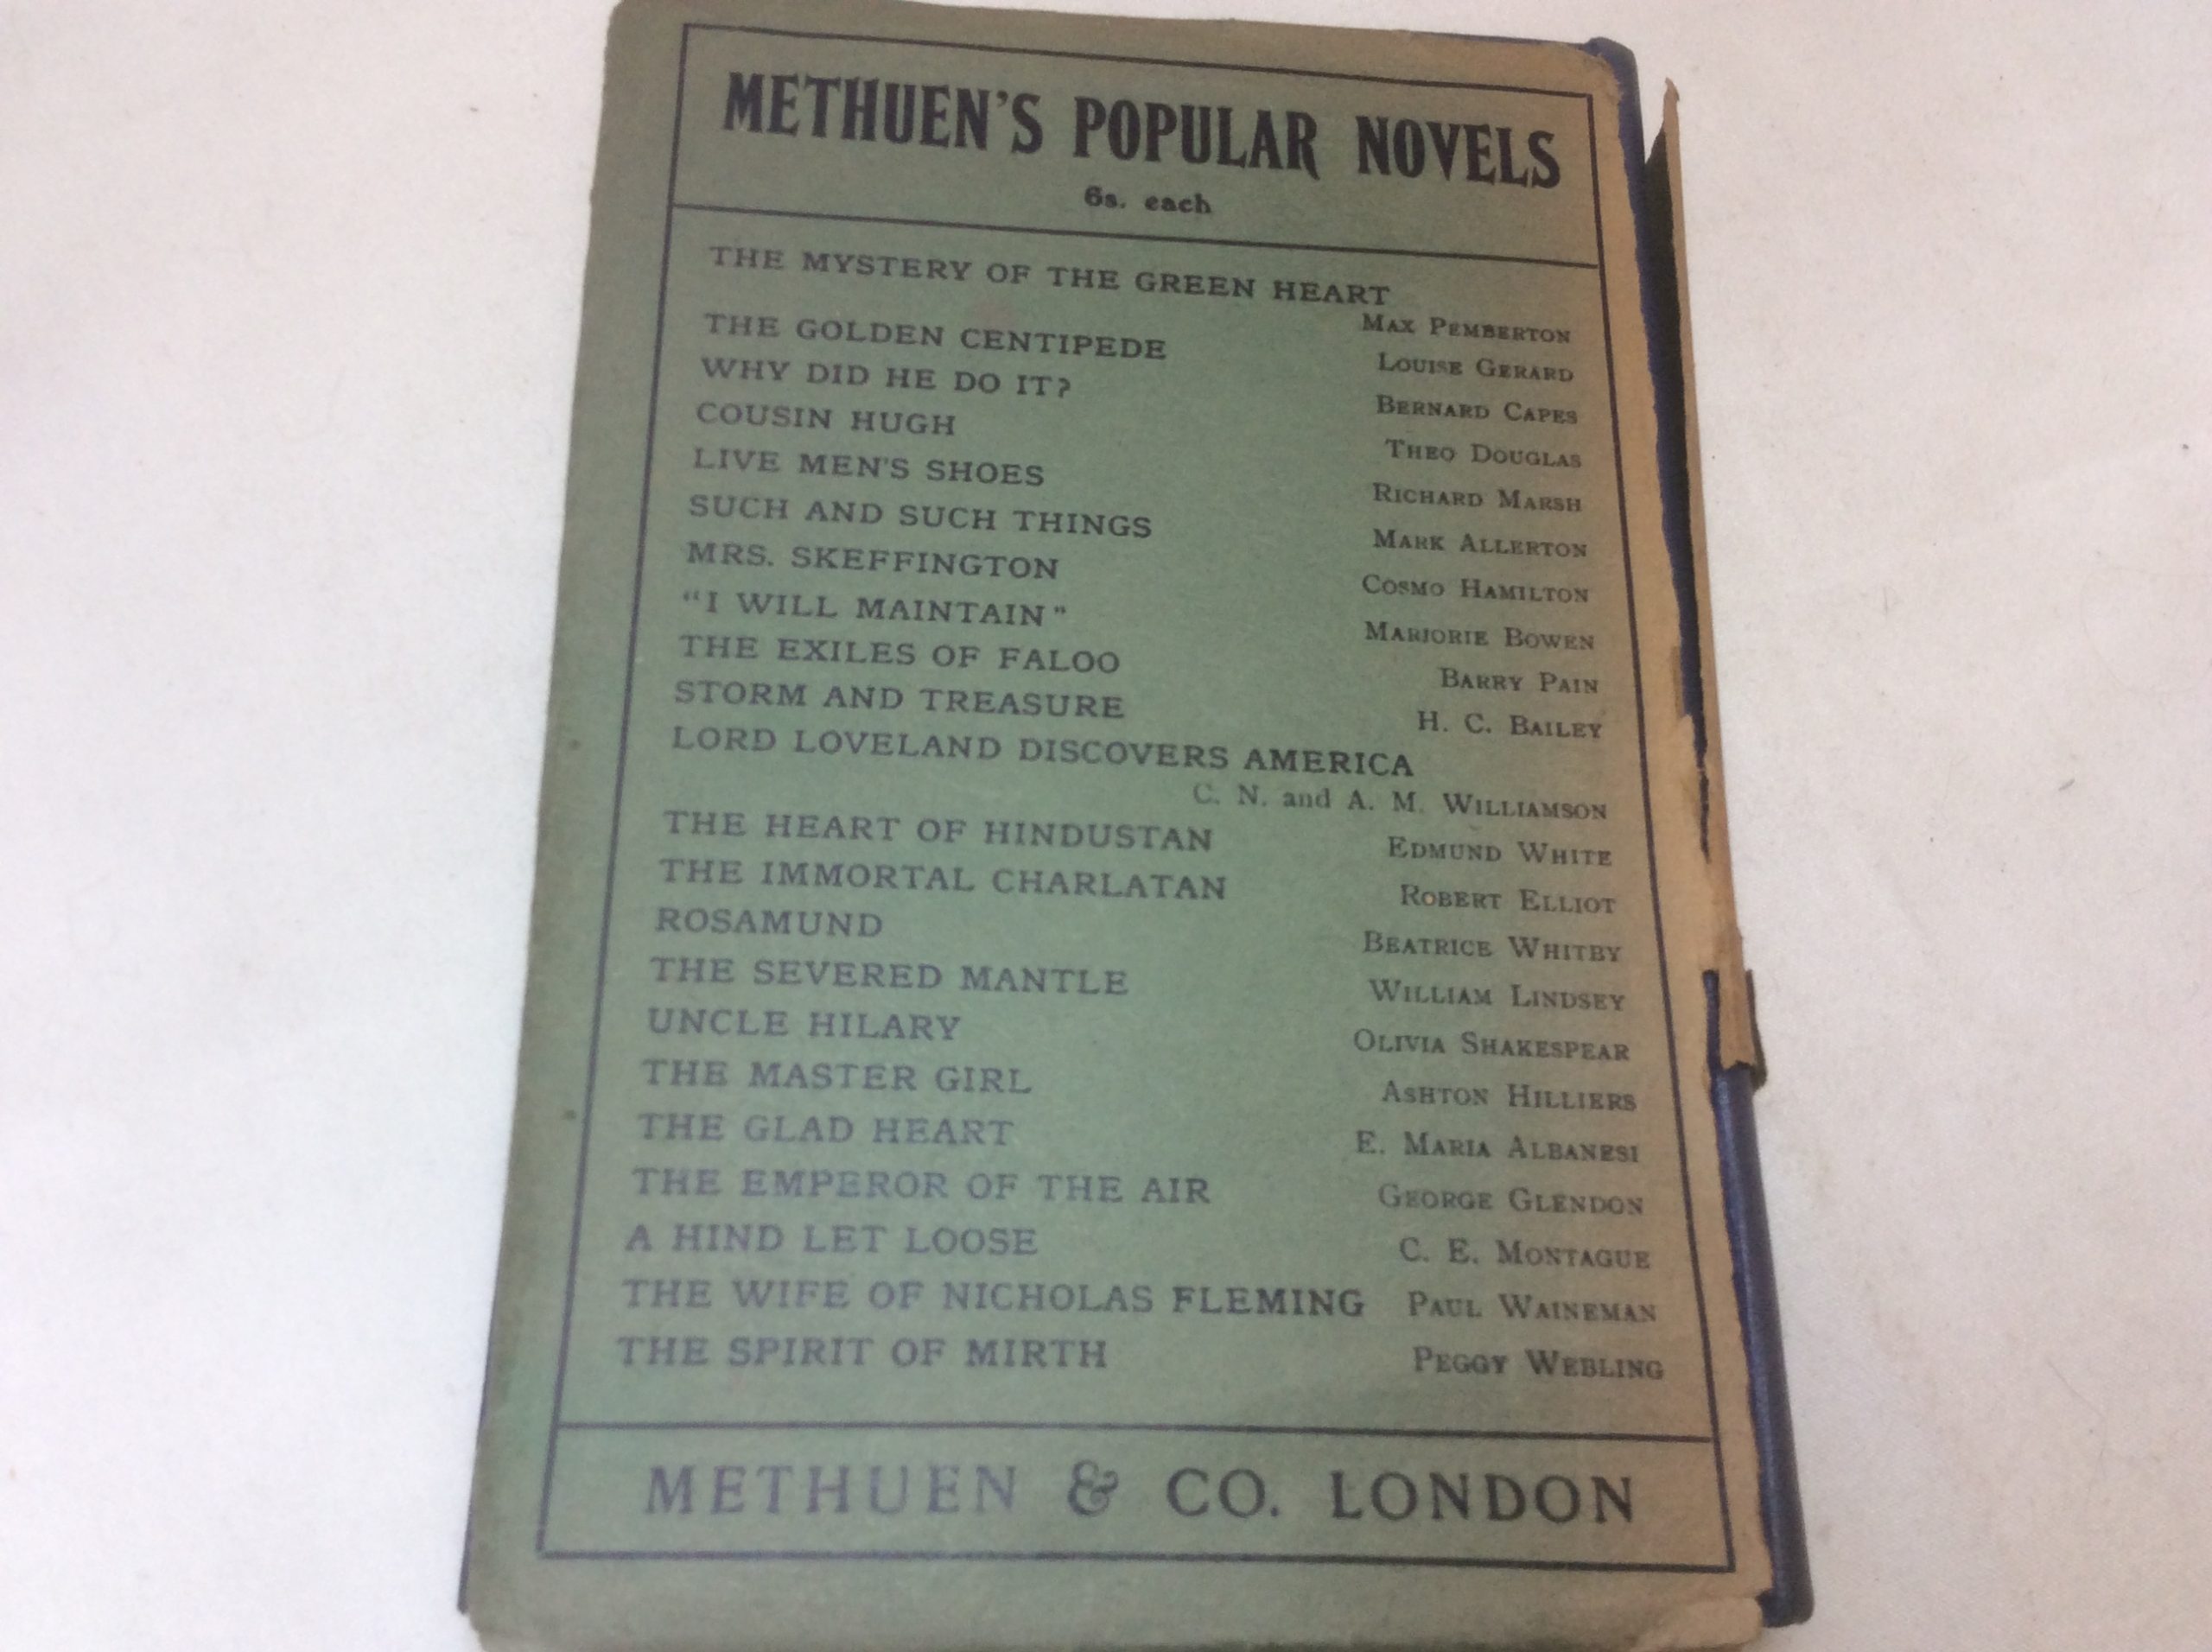 METHUEN'S POPULAR NOVELS
6s. each
THE MYSTERY OF THE GREEN HEART
MAX PEMBERTON
THE GOLDEN CENTIPEDE LOUISE GERARD
WHY DID HE DO IT? BERNARD CAPES
COUSIN HUGH THEO DOUGLAS
LIVE MEN'S SHOES RICHARD MARSH
SUCH AND SUCH THINGS MARK ALLERTON
MRS. SKEFFINGTON COSMO HAMILTON
"I WILL MAINTAIN" MARJORIE BOWEN
THE EXILES OF FALOO BARRY PAIN
STORM AND TREASURE H. C. BAILEY
LORD LOVELAND DISCOVERS AMERICA
C. N. and A. M. WILLIAMSON
THE HEART OF HINDUSTAN EDMUND WHITE
THE IMMORTAL CHARLATAN ROBERT ELLIOT
ROSAMUND BEATRICE WHITBY
THE SEVERED MANTLE WILLIAM LINDSEY
UNCLE HILARY OLIVIA SHAKESPEAR
THE MASTER GIRL ASHTON HILLIERS
THE GLAD HEART E. MARIA ALBANESI
THE EMPEROR OF THE AIR GEORGE GLENDON
A HIND LET LOOSE C. E. MONTAGUE
THE WIFE OF NICHOLAS FLEMING PAUL WAINEMAN
THE SPIRIT OF MIRTH PEGGY WEBLING
METHUEN & CO. LONDON